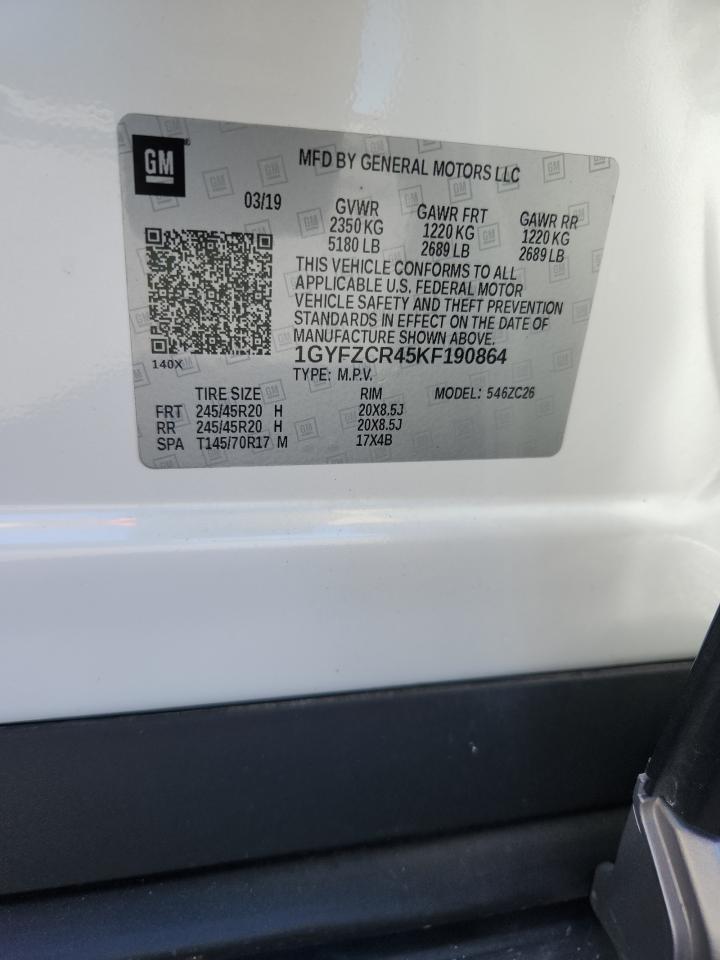 GM
MFD BY GENERAL MOTORS LLC
03/19
GVWR GAWR FRT GAWR RR
2350 KG 1220 KG 1220 KG
5180 LB 2689 LB 2689 LB
THIS VEHICLE CONFORMS TO ALL
APPLICABLE U.S. FEDERAL MOTOR
VEHICLE SAFETY AND THEFT PREVENTION
STANDARDS IN EFFECT ON THE DATE OF
MANUFACTURE SHOWN ABOVE.
140X
1GYFZCR45KF190864
TYPE: M.P.V.
TIRE SIZE RIM MODEL: 546ZC26
FRT 245/45R20 H 20X8.5J
RR 245/45R20 H 20X8.5J
SPA T145/70R17 M 17X4B